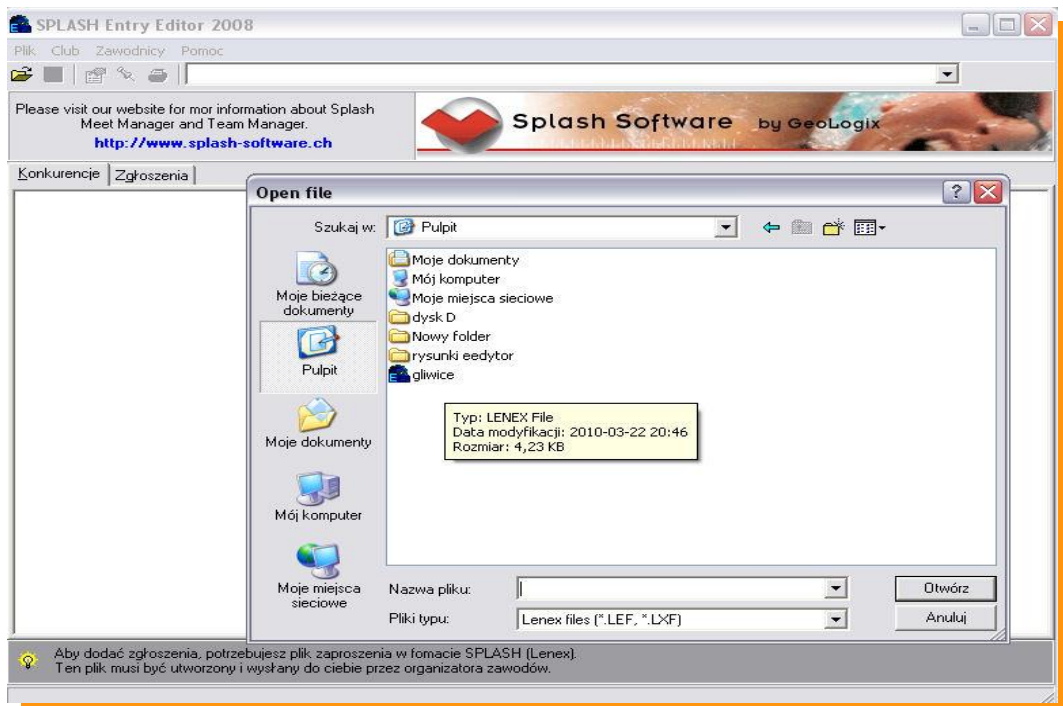 SPLASH Entry Editor 2008
Plik Club Zawodnicy Pomoc
Please visit our website for mor information about Splash
Meet Manager and Team Manager.
http://www.splash-software.ch
Splash Software by GeoLogix
Konkurencje Zgłoszenia
Open file
Szukaj w: Pulpit
Moje bieżące
dokumenty
Pulpit
Moje dokumenty
Mój komputer
Moje miejsca
sieciowe
Moje dokumenty
Mój komputer
Moje miejsca sieciowe
dysk D
Nowy folder
rysunki eedytor
gliwice
Typ: LENEX File
Data modyfikacji: 2010-03-22 20:46
Rozmiar: 4,23 KB
Nazwa pliku:
Otwórz
Pliki typu: Lenex files (*.LEF, *.LXF)
Anuluj
Aby dodać zgłoszenia, potrzebujesz plik zaproszenia w fomacie SPLASH (Lenex).
Ten plik musi być utworzony i wysłany do ciebie przez organizatora zawodów.